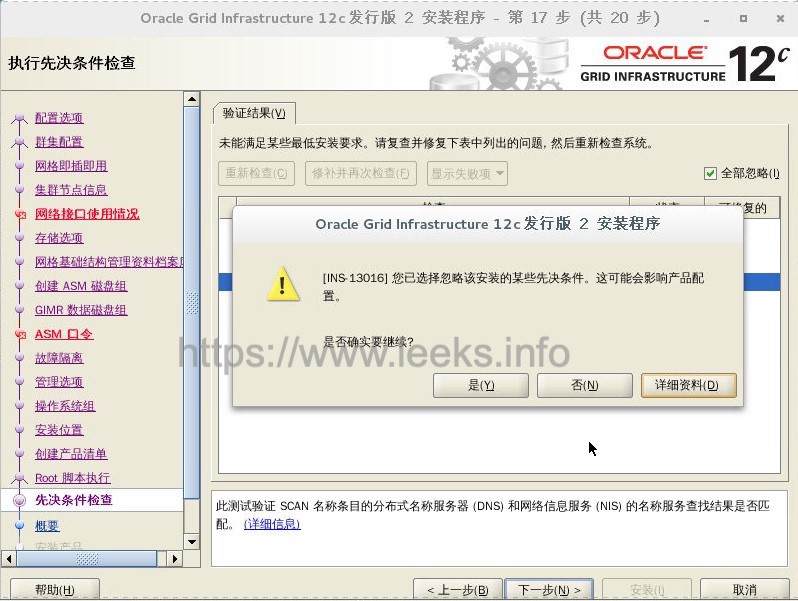 Oracle Grid Infrastructure 12c 发行版 2 安装程序 - 第 17 步 (共 20 步)
执行先决条件检查
ORACLE
GRID INFRASTRUCTURE 12c
配置选项
群集配置
网格即插即用
集群节点信息
网络接口使用情况
存储选项
网格基础结构管理资料档案库
创建 ASM 磁盘组
GIMR 数据磁盘组
ASM 口令
故障隔离
管理选项
操作系统组
安装位置
创建产品清单
Root 脚本执行
先决条件检查
概要
安装产品
验证结果(V)
未能满足某些最低安装要求。请复查并修复下表中列出的问题, 然后重新检查系统。
重新检查(C) 修补并再次检查(F) 显示失败项 全部忽略(I)
Oracle Grid Infrastructure 12c 发行版 2 安装程序
[INS-13016] 您已选择忽略该安装的某些先决条件。这可能会影响产品配
置。
是否确实要继续?
https://www.leeks.info
是(Y) 否(N) 详细资料(D)
此测试验证 SCAN 名称条目的分布式名称服务器 (DNS) 和网络信息服务 (NIS) 的名称服务查找结果是否匹
配。 (详细信息)
帮助(H) < 上一步(B) 下一步(N) > 安装(I) 取消